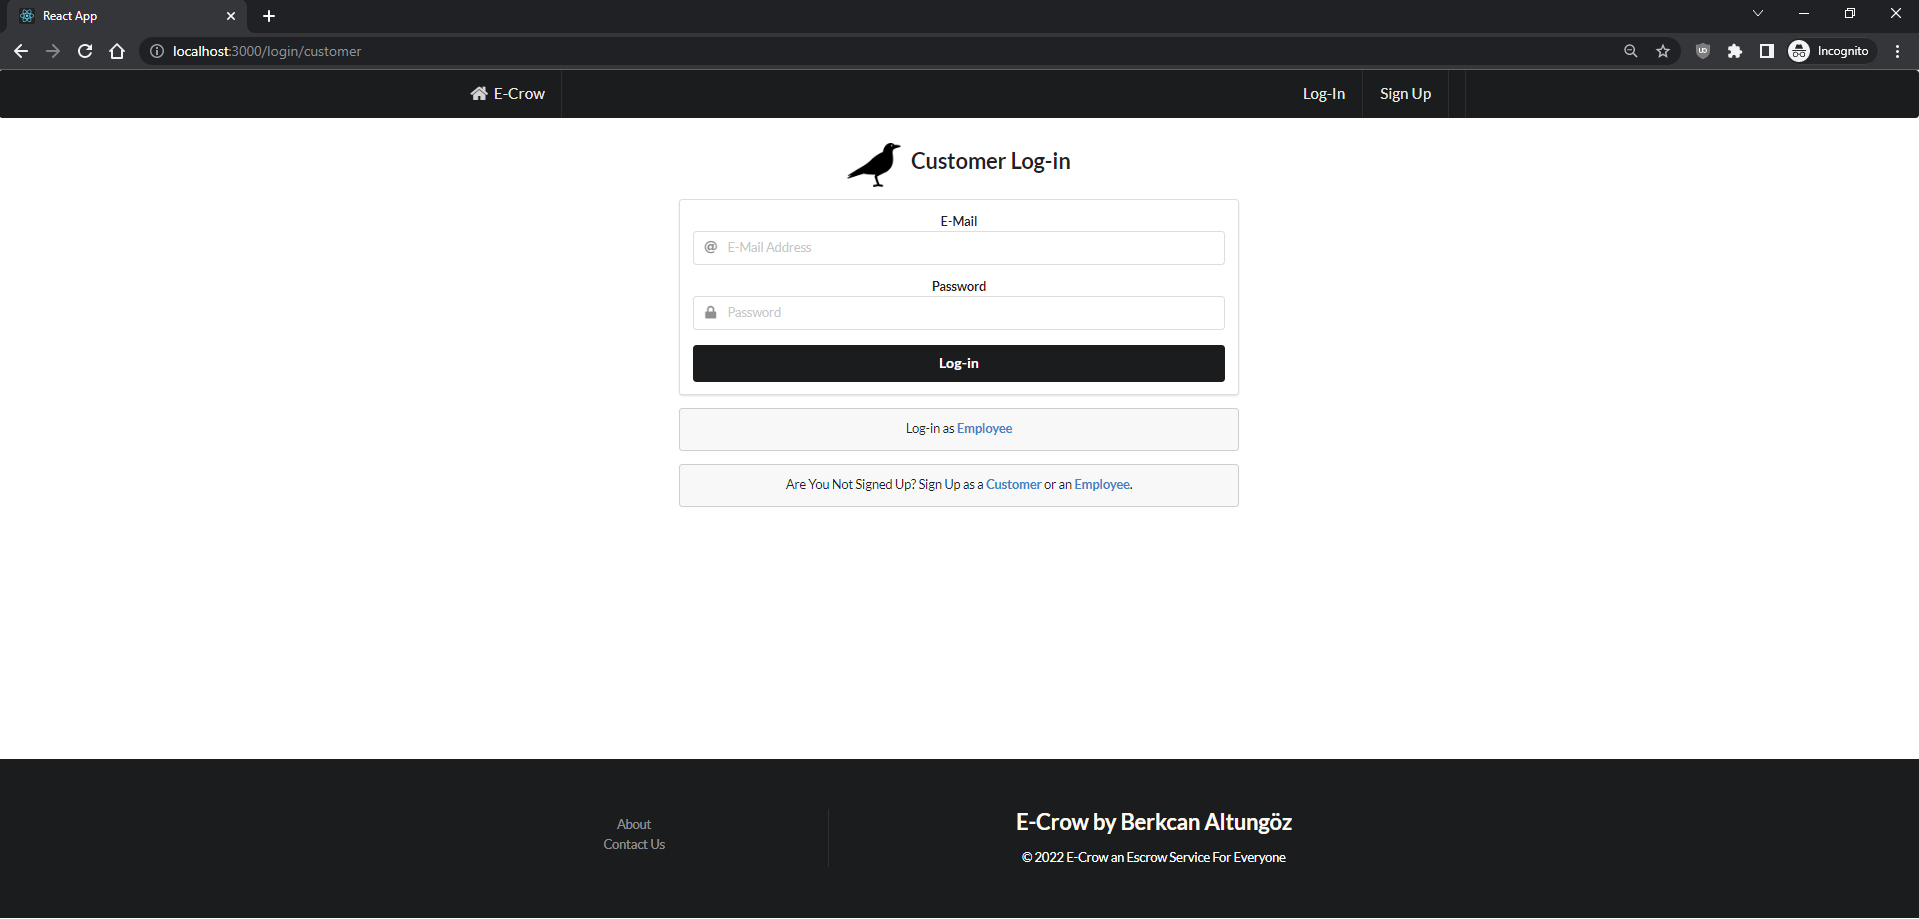 React App
localhost:3000/login/customer
Incognito
E-Crow
Log-In
Sign Up
Customer Log-in
E-Mail
@ E-Mail Address
Password
Password
Log-in
Log-in as Employee
Are You Not Signed Up? Sign Up as a Customer or an Employee.
About
Contact Us
E-Crow by Berkcan Altungöz
© 2022 E-Crow an Escrow Service For Everyone